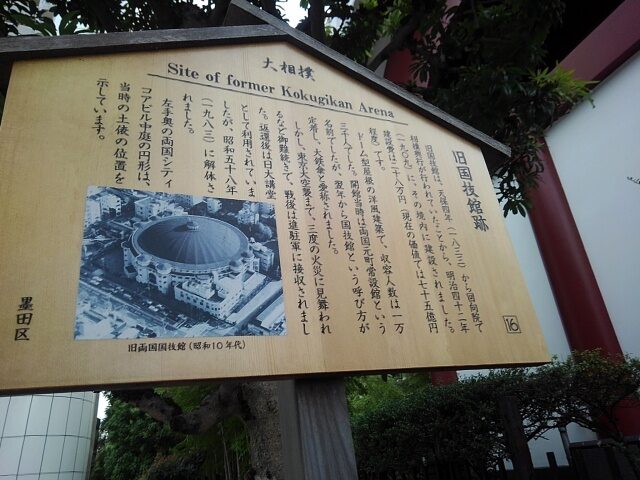 大相撲
Site of former Kokugikan Arena
旧国技館跡
旧国技館は、天保四年(一八三三)から回向院で
相撲興行が行われていたことから、明治四十二年
(一九〇九)に、その境内に建設されました。
建設費は二十八万円(現在の価値では七十五億円
程度)です。
ドーム型屋根の洋風建築で、収容人数は一万
三千人でした。開館当時は両国元町常設館という
名前でしたが、翌年から国技館という呼び方が
定着し、大鉄傘と愛称されました。
しかし、東京大空襲まで、三度の火災に見舞われ
るなど御難続きで、戦後は進駐軍に接収されまし
た。返還後は日大講堂
として利用されていま
したが、昭和五十八年
(一九八三)に解体さ
れました。
左手奥の両国シティ
コアビル中庭の円形は、
当時の土俵の位置を
示しています。
旧両国国技館(昭和10年代)
墨田区
16